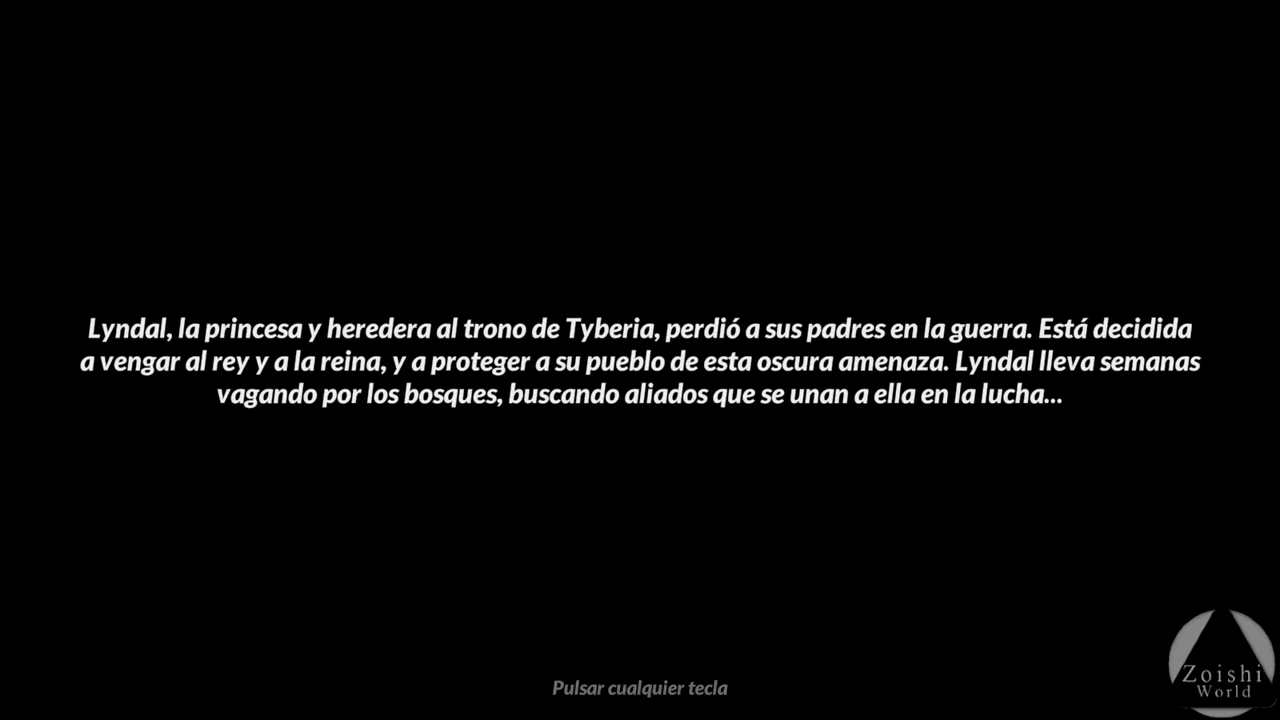 Lyndal, la princesa y heredera al trono de Tyberia, perdió a sus padres en la guerra. Está decidida
a vengar al rey y a la reina, y a proteger a su pueblo de esta oscura amenaza. Lyndal lleva semanas
vagando por los bosques, buscando aliados que se unan a ella en la lucha...
Pulsar cualquier tecla
Zoishi
World